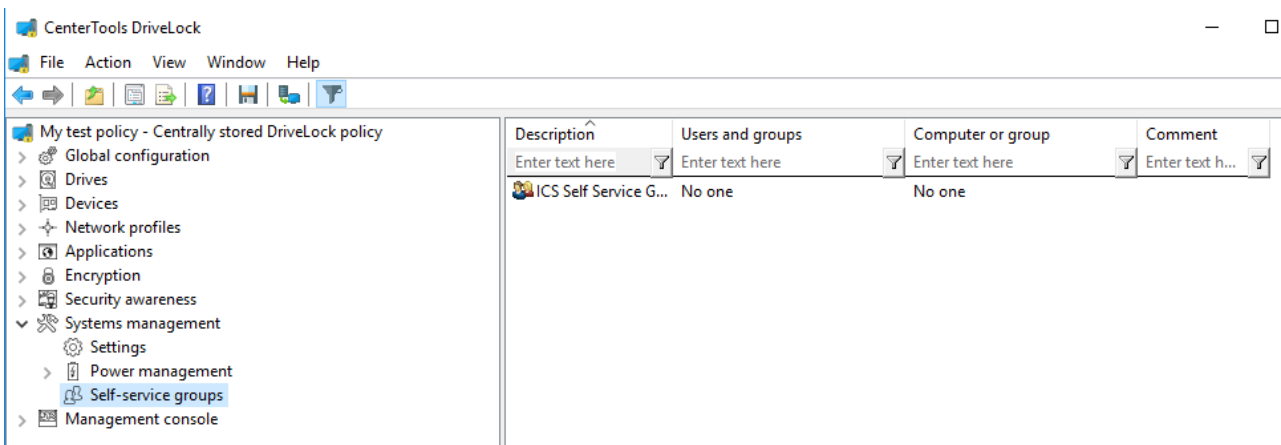 CenterTools DriveLock
File Action View Window Help
My test policy - Centrally stored DriveLock policy
Global configuration
Drives
Devices
Network profiles
Applications
Encryption
Security awareness
Systems management
Settings
Power management
Self-service groups
Management console
Description Users and groups Computer or group Comment
Enter text here Enter text here Enter text here Enter text h...
ICS Self Service G... No one No one